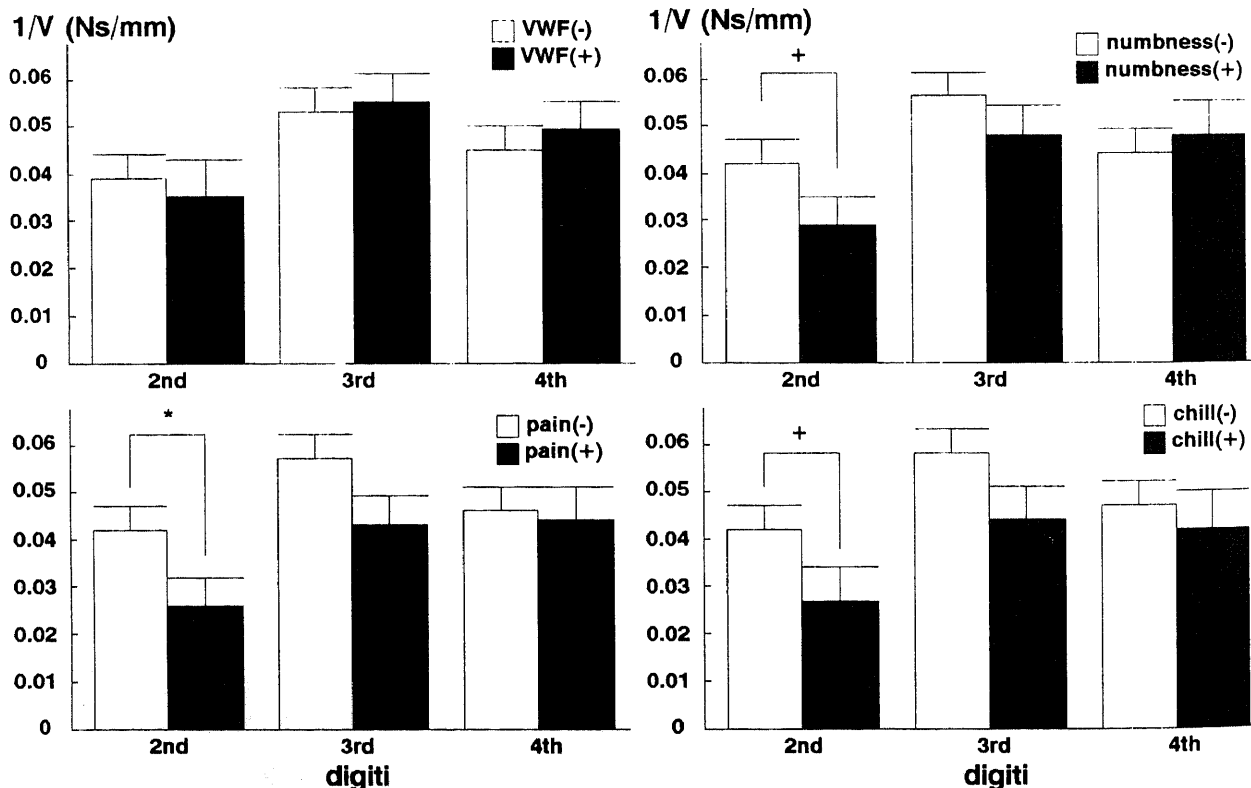 1/V (Ns/mm)
VWF(-)
VWF(+)
0.06
0.05
0.04
0.03
0.02
0.01
0
2nd 3rd 4th
1/V (Ns/mm)
numbness(-)
numbness(+)
+
0.06
0.05
0.04
0.03
0.02
0.01
0
2nd 3rd 4th
*
pain(-)
pain(+)
0.06
0.05
0.04
0.03
0.02
0.01
0
2nd 3rd 4th
digiti
chill(-)
chill(+)
+
0.06
0.05
0.04
0.03
0.02
0.01
0
2nd 3rd 4th
digiti